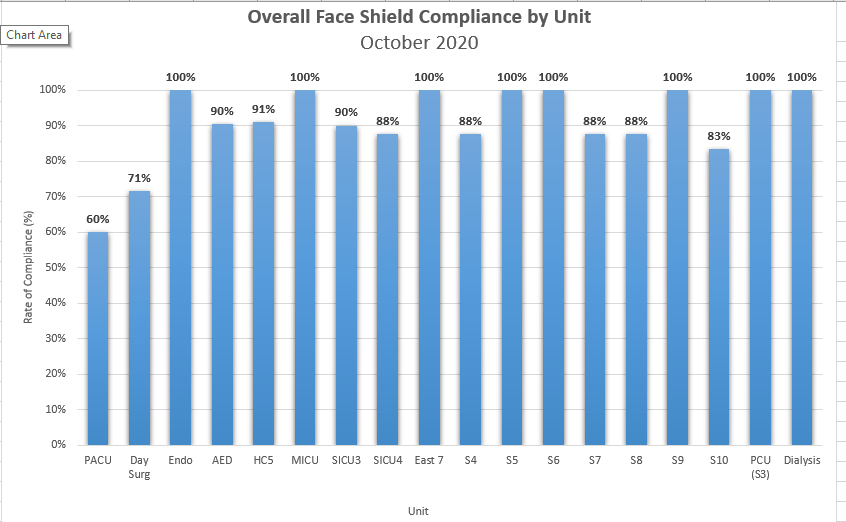 Overall Face Shield Compliance by Unit
October 2020
Chart Area
100%
90%
80%
70%
60%
50%
40%
30%
20%
10%
0%
Rate of Compliance (%)
60%
71%
100%
90%
91%
100%
90%
88%
100%
88%
100%
100%
88%
88%
100%
83%
100%
100%
PACU
Day
Surg
Endo
AED
HC5
MICU
SICU3
SICU4
East 7
S4
S5
S6
S7
S8
S9
S10
PCU
(S3)
Dialysis
Unit